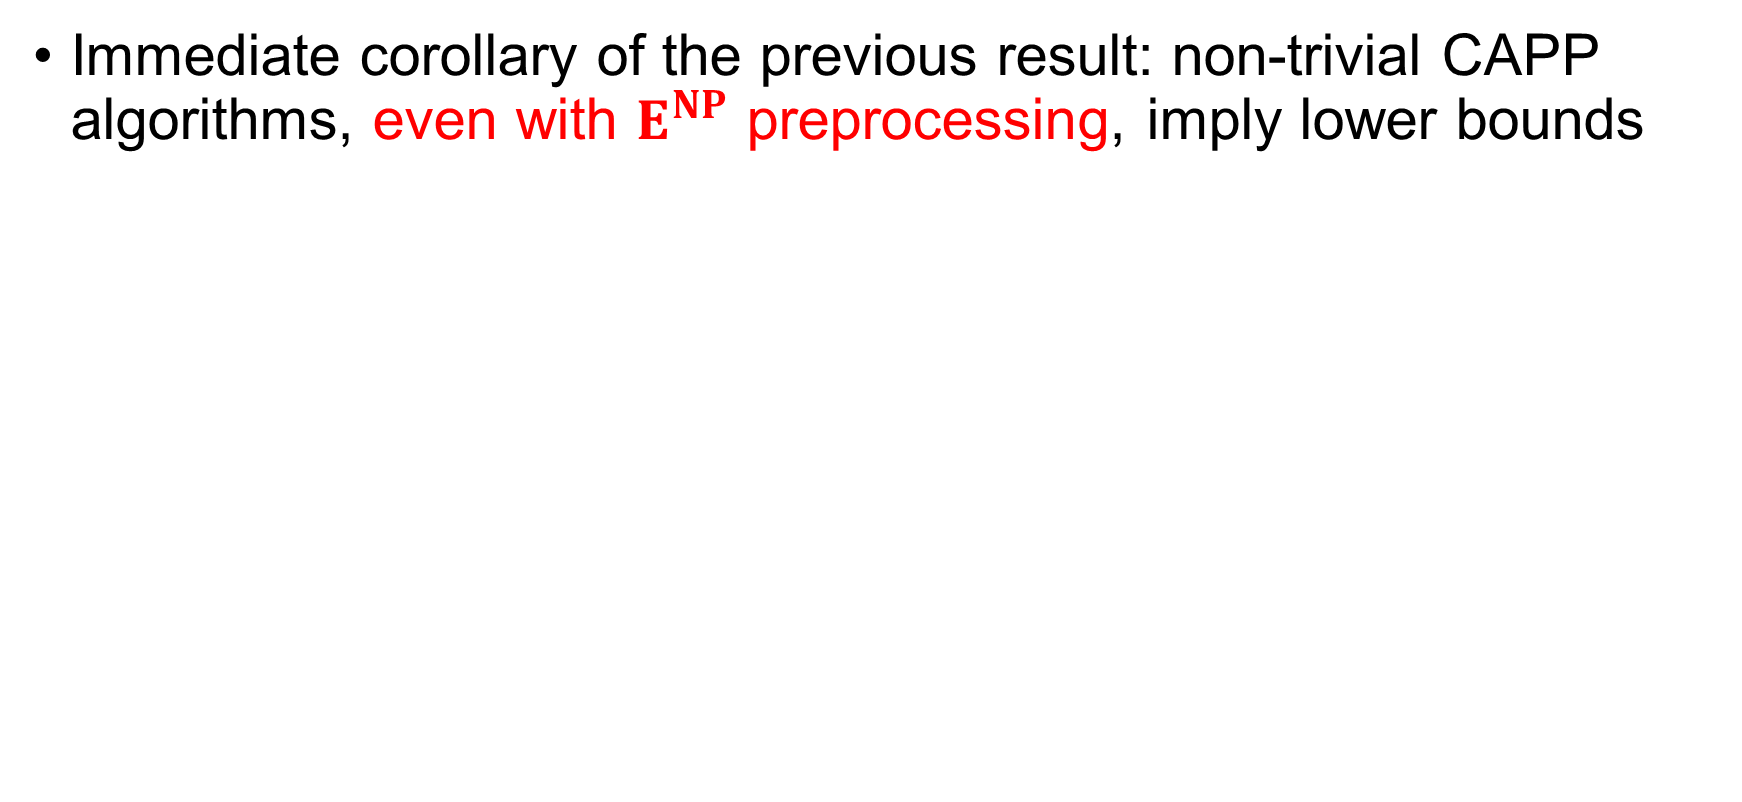 • Immediate corollary of the previous result: non-trivial CAPP
algorithms, even with E^NP preprocessing, imply lower bounds